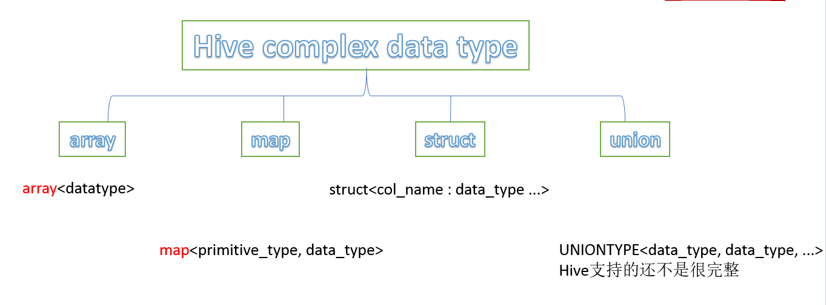 Hive complex data type
array
map
struct
union
array<datatype>
struct<col_name : data_type ...>
map<primitive_type, data_type>
UNIONTYPE<data_type, data_type, ...>
Hive支持的还不是很完整